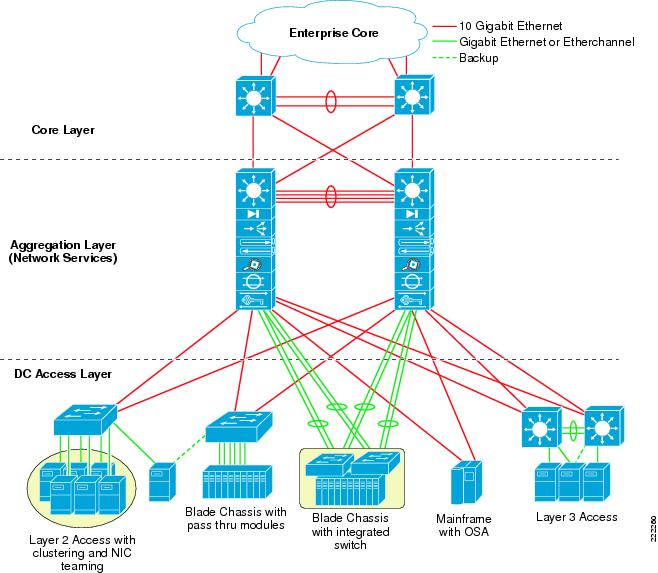 Enterprise Core
10 Gigabit Ethernet
Gigabit Ethernet or Etherchannel
Backup
Core Layer
Aggregation Layer
(Network Services)
DC Access Layer
Layer 2 Access with
clustering and NIC
teaming
Blade Chassis with
pass thru modules
Blade Chassis
with integrated
switch
Mainframe
with OSA
Layer 3 Access
222280